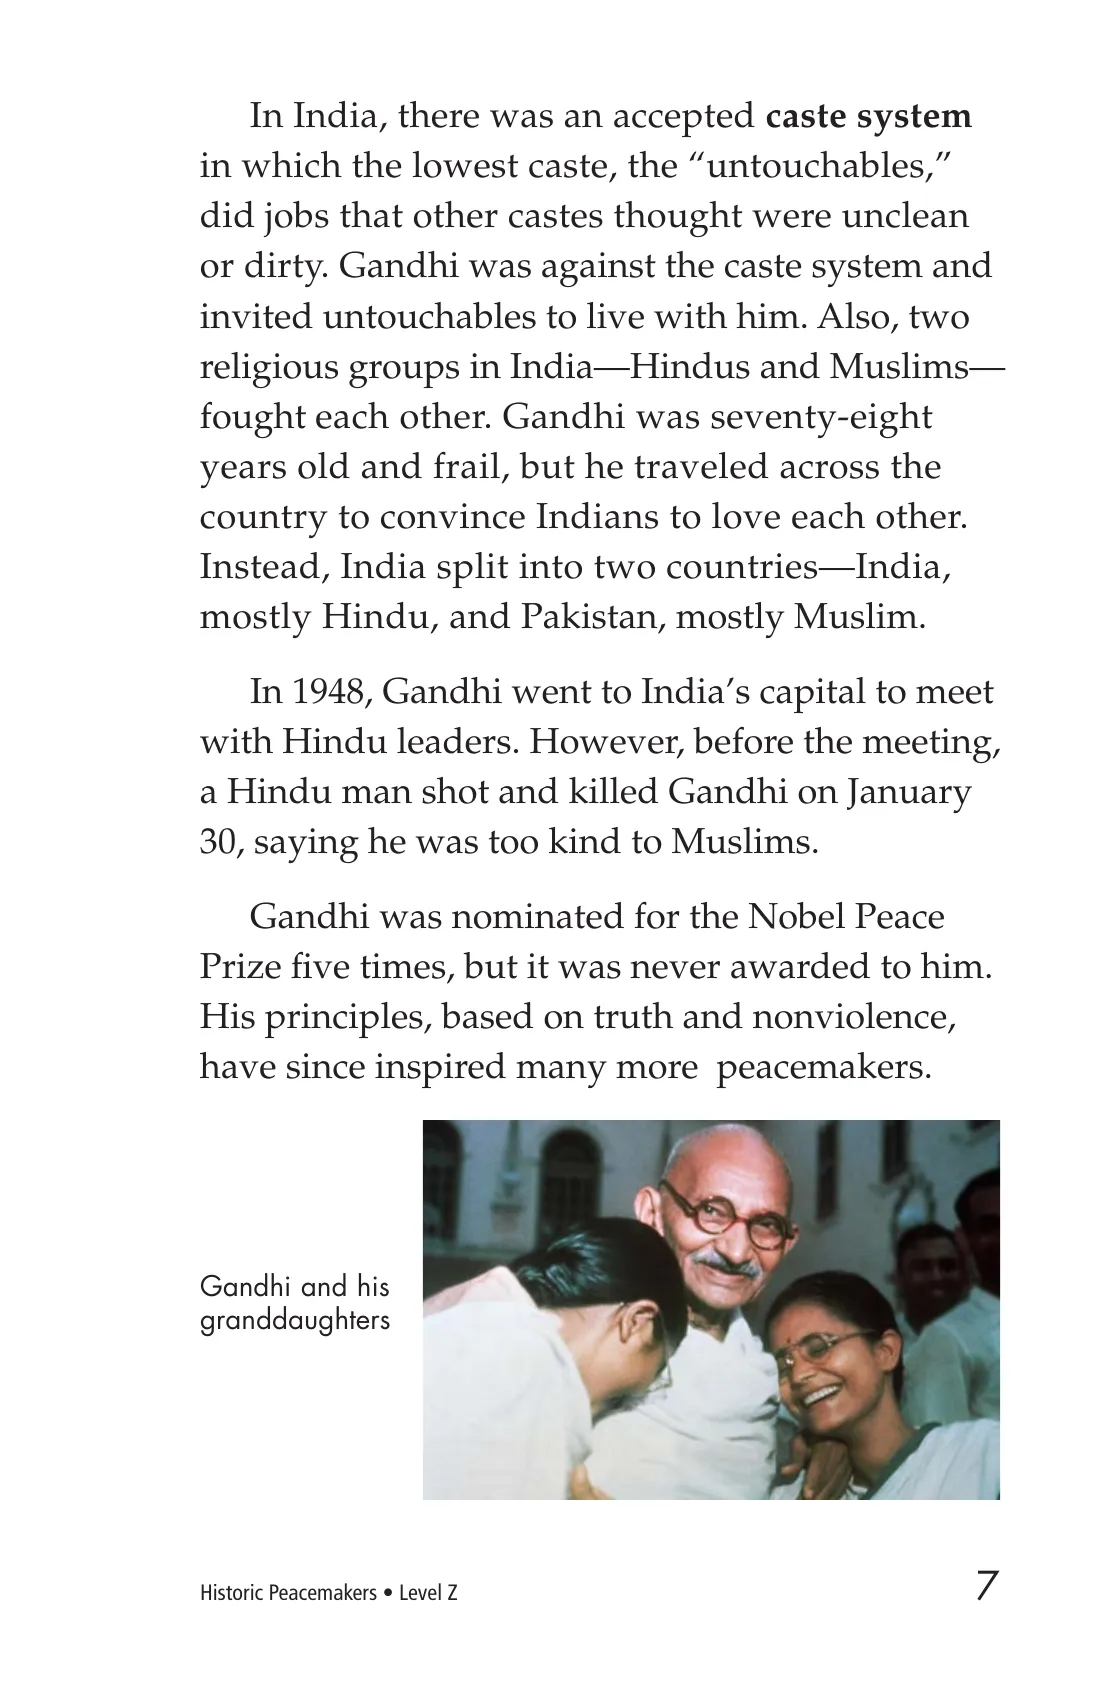 In India, there was an accepted caste system
in which the lowest caste, the “untouchables,”
did jobs that other castes thought were unclean
or dirty. Gandhi was against the caste system and
invited untouchables to live with him. Also, two
religious groups in India—Hindus and Muslims—
fought each other. Gandhi was seventy-eight
years old and frail, but he traveled across the
country to convince Indians to love each other.
Instead, India split into two countries—India,
mostly Hindu, and Pakistan, mostly Muslim.
In 1948, Gandhi went to India’s capital to meet
with Hindu leaders. However, before the meeting,
a Hindu man shot and killed Gandhi on January
30, saying he was too kind to Muslims.
Gandhi was nominated for the Nobel Peace
Prize five times, but it was never awarded to him.
His principles, based on truth and nonviolence,
have since inspired many more  peacemakers.
Gandhi and his
granddaughters
Historic Peacemakers • Level Z
7